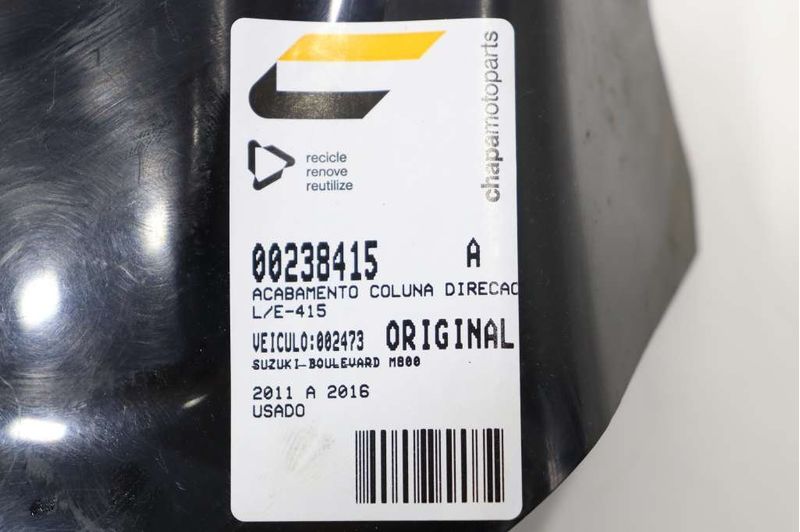 chapamotoparts
recicle
renove
reutilize
00238415 A
ACABAMENTO COLUNA DIRECAO
L/E-415
VEICULO:002473 ORIGINAL
SUZUKI-BOULEVARD M800
2011 A 2016
USADO